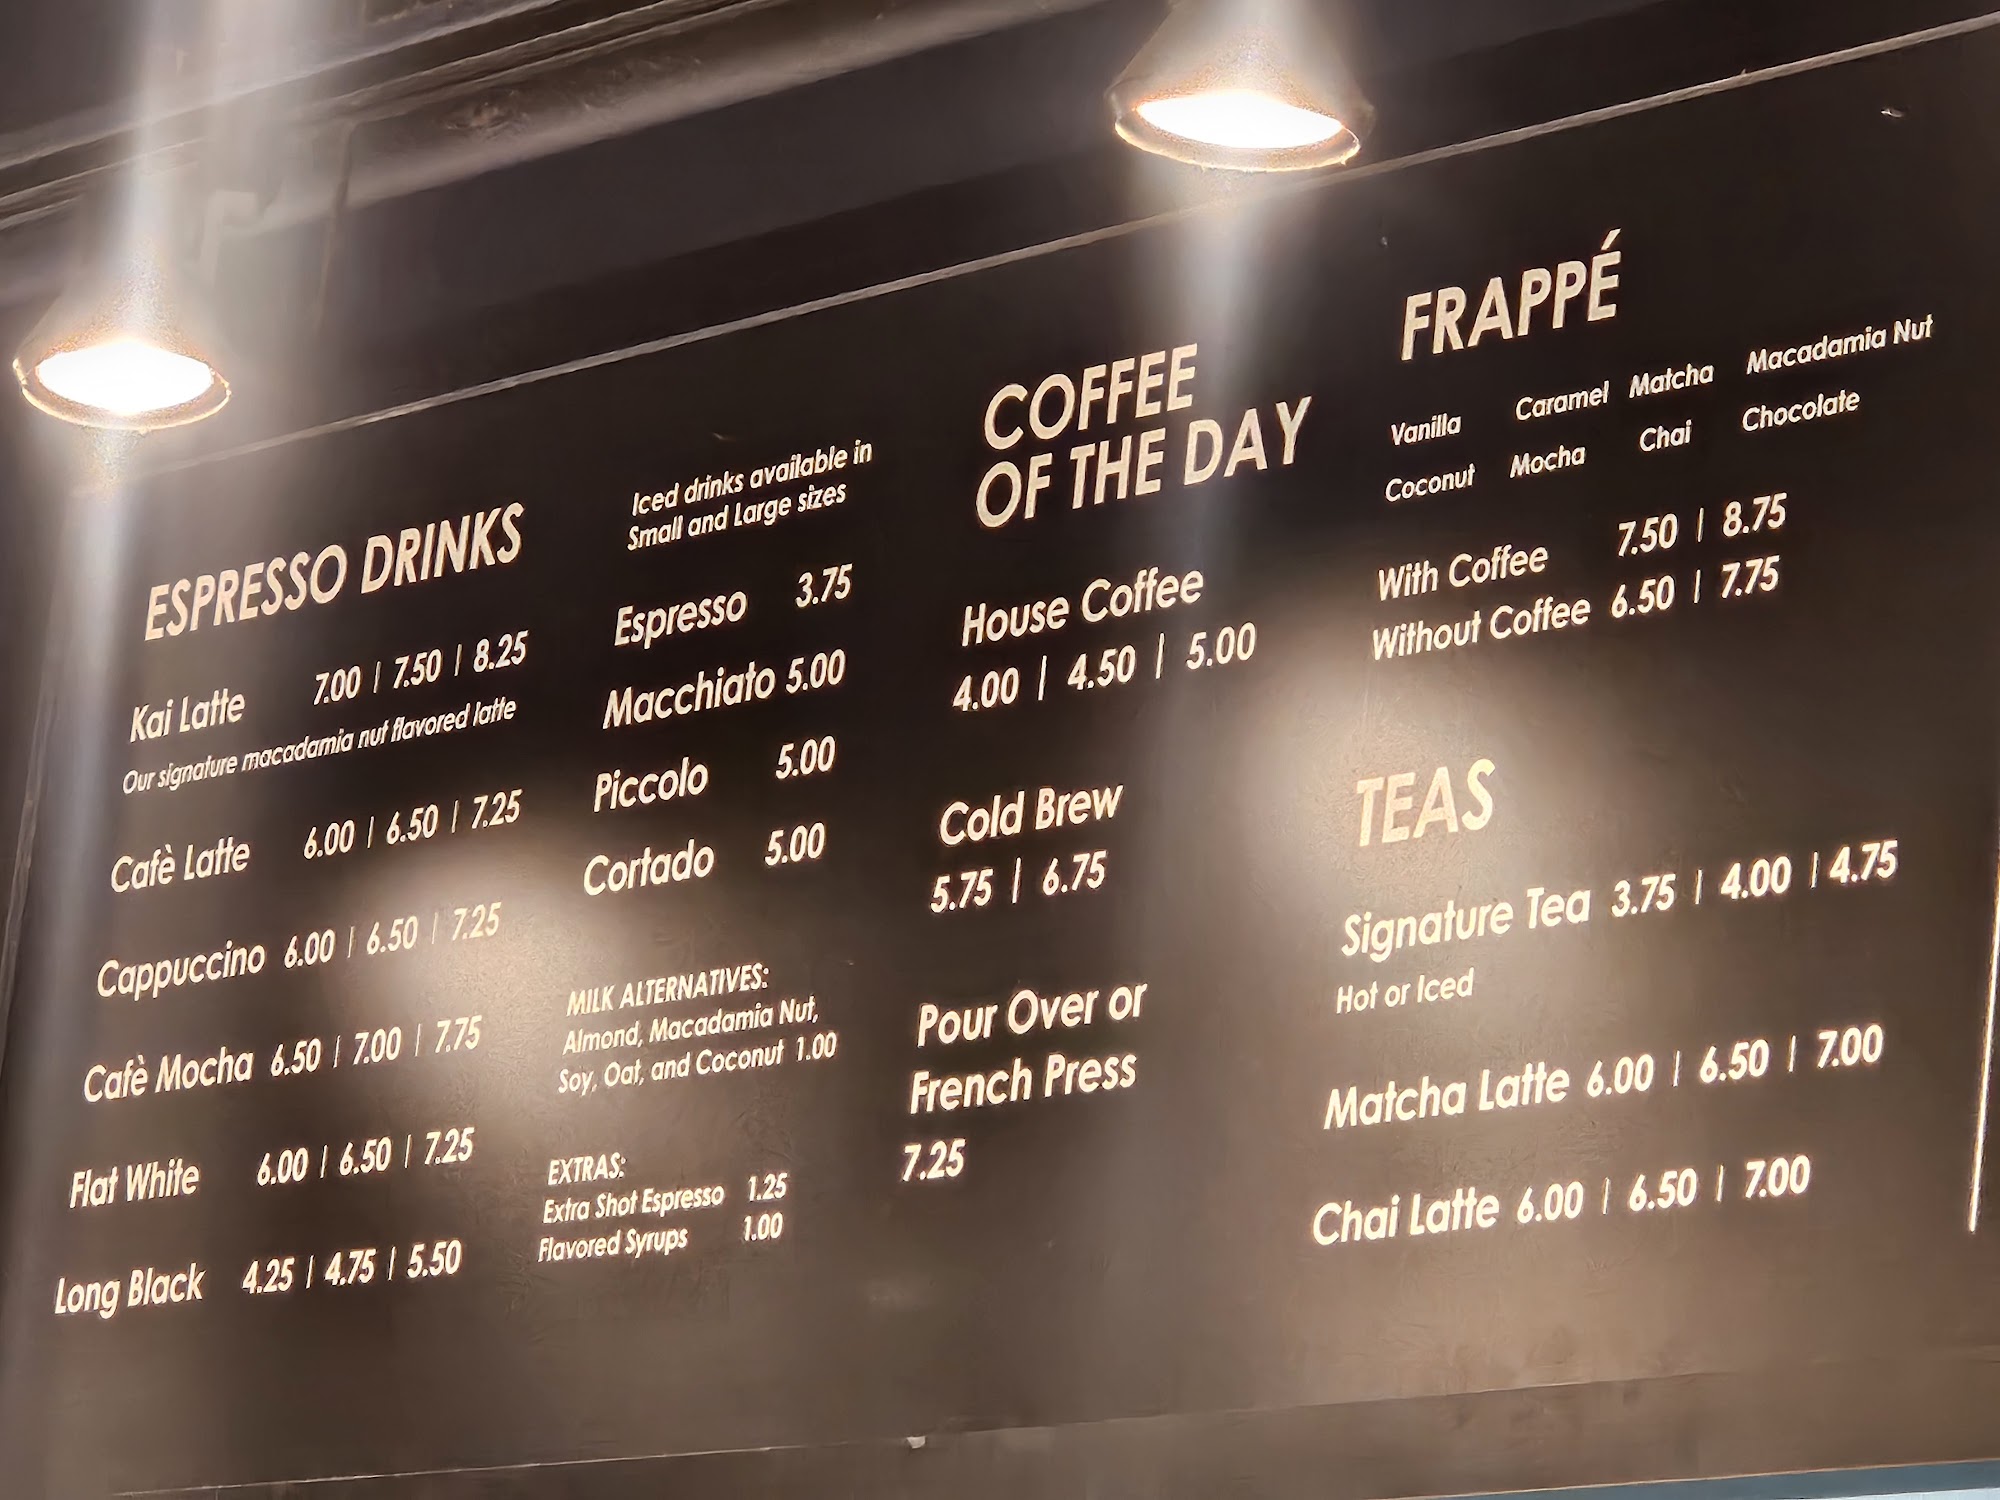 ESPRESSO DRINKS
Kai Latte 7.00 | 7.50 | 8.25
Our signature macadamia nut flavored latte
Cafè Latte 6.00 | 6.50 | 7.25
Cappuccino 6.00 | 6.50 | 7.25
Cafè Mocha 6.50 | 7.00 | 7.75
Flat White 6.00 | 6.50 | 7.25
Long Black 4.25 | 4.75 | 5.50
Iced drinks available in
Small and Large sizes
Espresso 3.75
Macchiato 5.00
Piccolo 5.00
Cortado 5.00
MILK ALTERNATIVES:
Almond, Macadamia Nut,
Soy, Oat, and Coconut 1.00
EXTRAS:
Extra Shot Espresso 1.25
Flavored Syrups 1.00
COFFEE
OF THE DAY
House Coffee
4.00 | 4.50 | 5.00
Cold Brew
5.75 | 6.75
Pour Over or
French Press
7.25
FRAPPÉ
Vanilla Caramel Matcha Macadamia Nut
Coconut Mocha Chai Chocolate
With Coffee 7.50 | 8.75
Without Coffee 6.50 | 7.75
TEAS
Signature Tea 3.75 | 4.00 | 4.75
Hot or Iced
Matcha Latte 6.00 | 6.50 | 7.00
Chai Latte 6.00 | 6.50 | 7.00